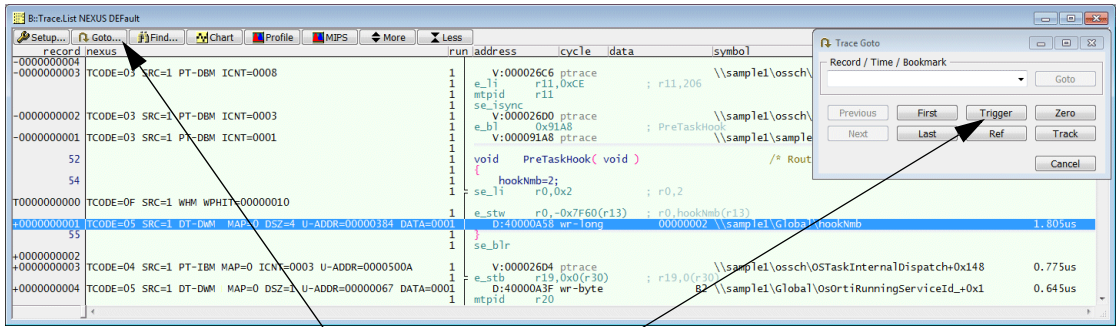 B::Trace.List NEXUS DEFault
Setup... Goto... Find... Chart Profile MIPS More Less
record nexus run address cycle data symbol
-0000000004
-0000000003 TCODE=03 SRC=1 PT-DBM ICNT=0008 1 V:000026C6 ptrace \\sample1\ossch\
1 e_li r11,0xCE ; r11,206
1 mtpid r11
1 se_isync
-0000000002 TCODE=03 SRC=1 PT-DBM ICNT=0003 1 V:000026D0 ptrace \\sample1\ossch\
1 e_bl 0x91A8 ; PreTaskHook
-0000000001 TCODE=03 SRC=1 PT-DBM ICNT=0001 1 V:000091A8 ptrace \\sample1\sample
1
52 1 void PreTaskHook( void ) /* Rout
1 {
54 1 hookNmb=2;
1 se_li r0,0x2 ; r0,2
T0000000000 TCODE=0F SRC=1 WHM WPHIT=00000010
1 e_stw r0,-0x7F60(r13) ; r0,hookNmb(r13)
+0000000001 TCODE=05 SRC=1 DT-DWM MAP=0 DSZ=4 U-ADDR=00000384 DATA=0001 D:40000A58 wr-long 00000002 \\sample1\Global\hookNmb 1.805us
55 1 }
1 se_blr
+0000000002
+0000000003 TCODE=04 SRC=1 PT-IBM MAP=0 ICNT=0003 U-ADDR=0000500A 1 V:000026D4 ptrace \\sample1\ossch\OSTaskInternalDispatch+0x148 0.775us
1 e_stb r19,0x0(r30) ; r19,0(r30)
+0000000004 TCODE=05 SRC=1 DT-DWM MAP=0 DSZ=1 U-ADDR=00000067 DATA=0001 D:40000A3F wr-byte B2 \\sample1\Global\OsOrtiRunningServiceId_+0x1 0.645us
1 mtpid r20
Trace Goto
Record / Time / Bookmark
Goto
Previous First Trigger Zero
Next Last Ref Track
Cancel